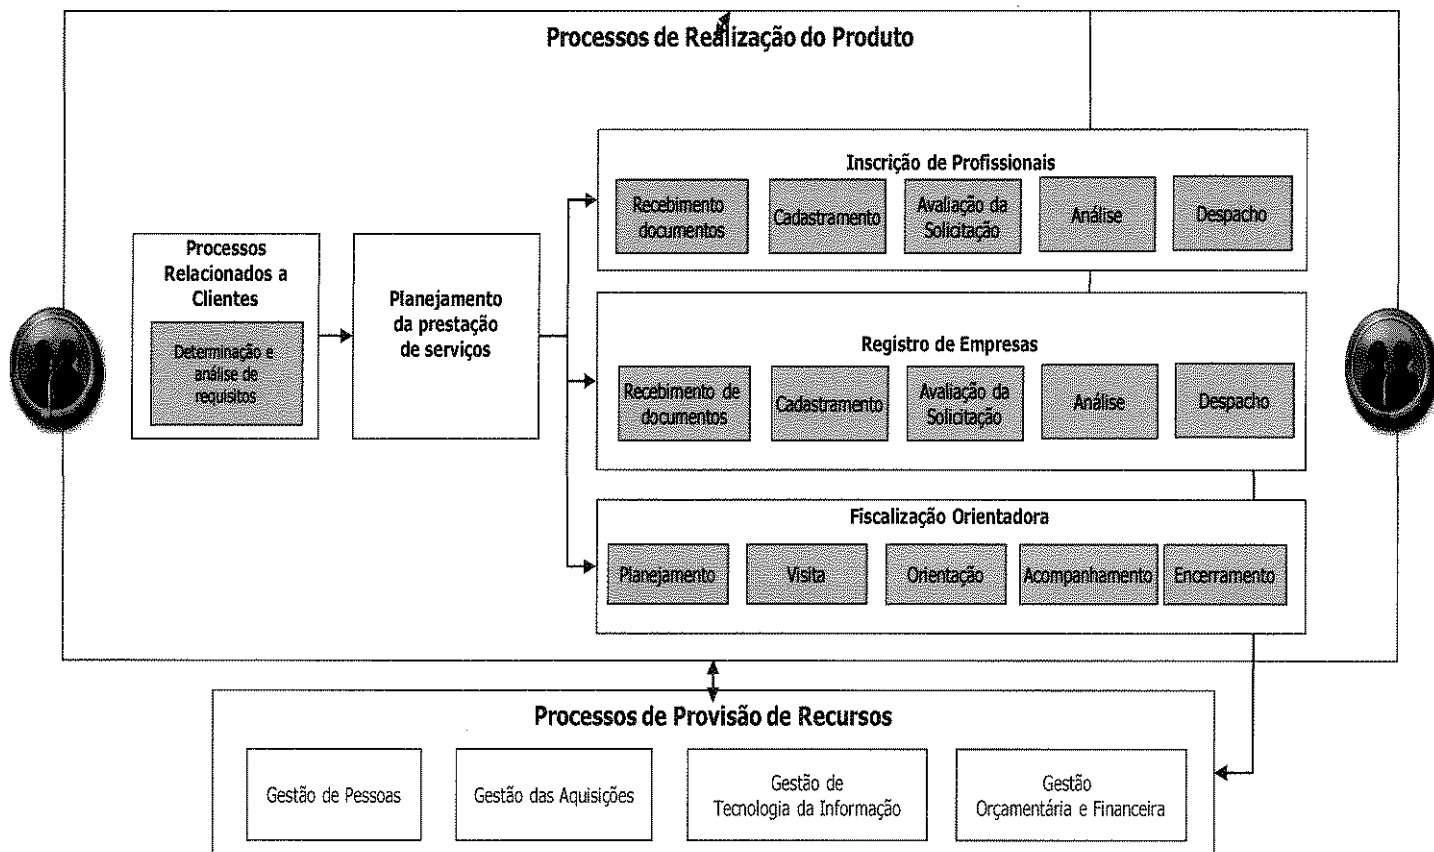 Processos de Realização do Produto
Inscrição de Profissionais
Recebimento
documentos
Cadastramento
Avaliação da
Solicitação
Análise
Despacho
Processos
Relacionados a
Clientes
Determinação e
análise de
requisitos
Planejamento
da prestação
de serviços
Registro de Empresas
Recebimento de
documentos
Cadastramento
Avaliação da
Solicitação
Análise
Despacho
Fiscalização Orientadora
Planejamento
Visita
Orientação
Acompanhamento
Encerramento
Processos de Provisão de Recursos
Gestão de Pessoas
Gestão das Aquisições
Gestão de
Tecnologia da Informação
Gestão
Orçamentária e Financeira